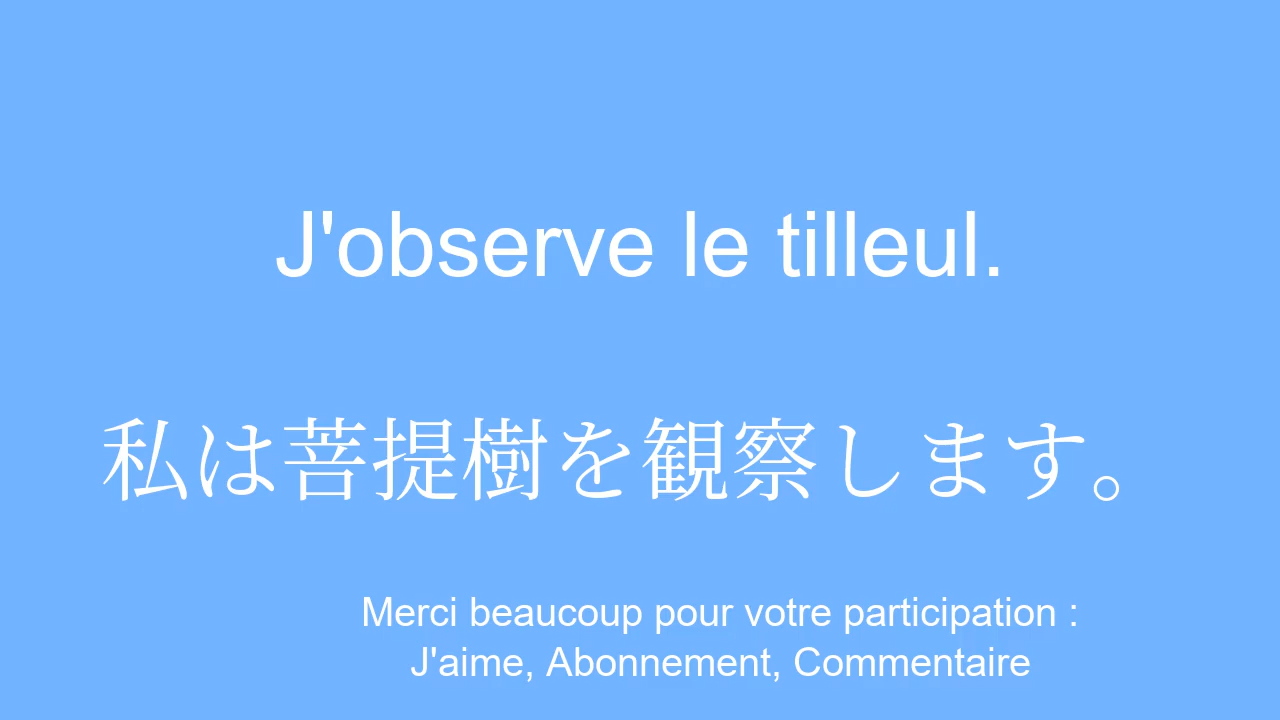 J'observe le tilleul.
私は菩提樹を観察します。
Merci beaucoup pour votre participation :
J'aime, Abonnement, Commentaire